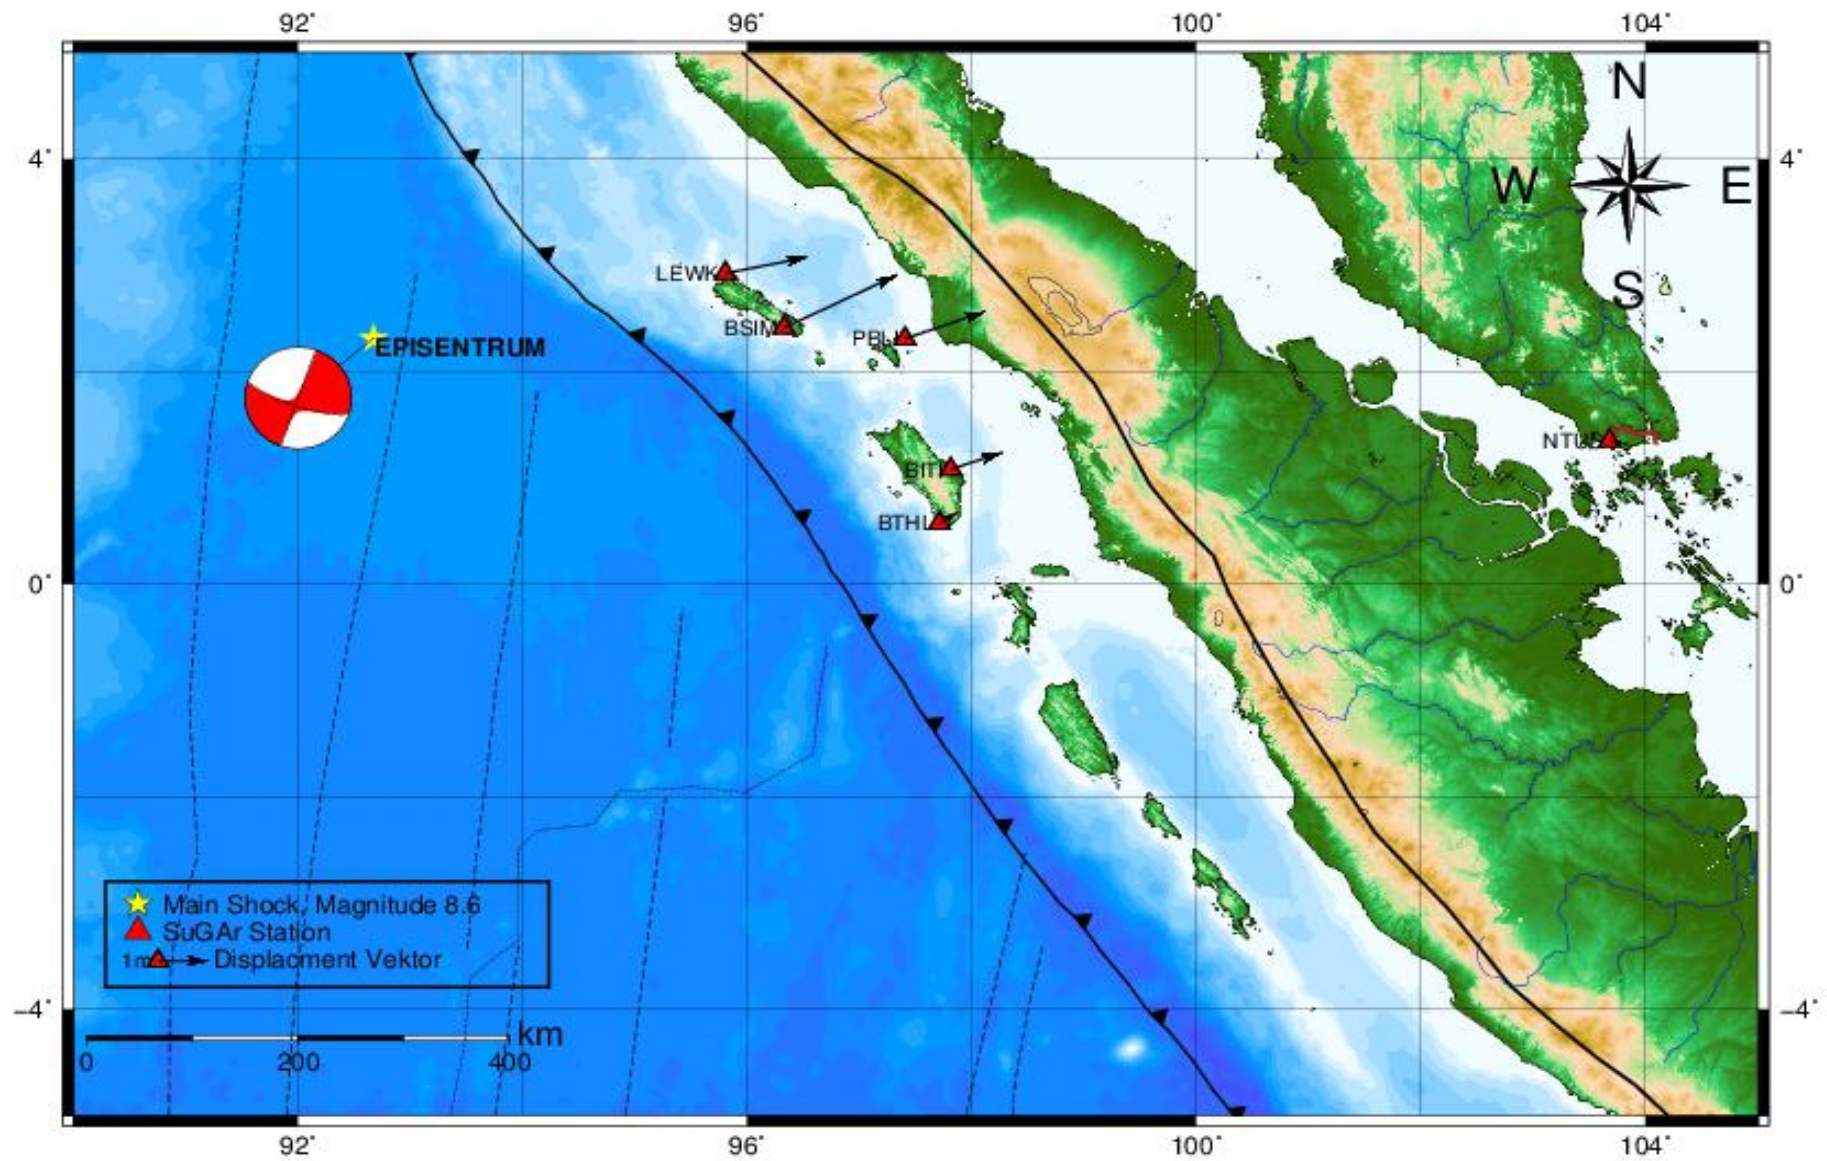 92° 96° 100° 104°
N
4° 4°
W E
LEWK
S
BSIM
PBLI
EPISENTRUM
NTUS
BITI
BTHL
0° 0°
Main Shock, Magnitude 8.6
SuGAr Station
1m Displacment Vektor
−4° −4°
km
0 200 400
92° 96° 100° 104°